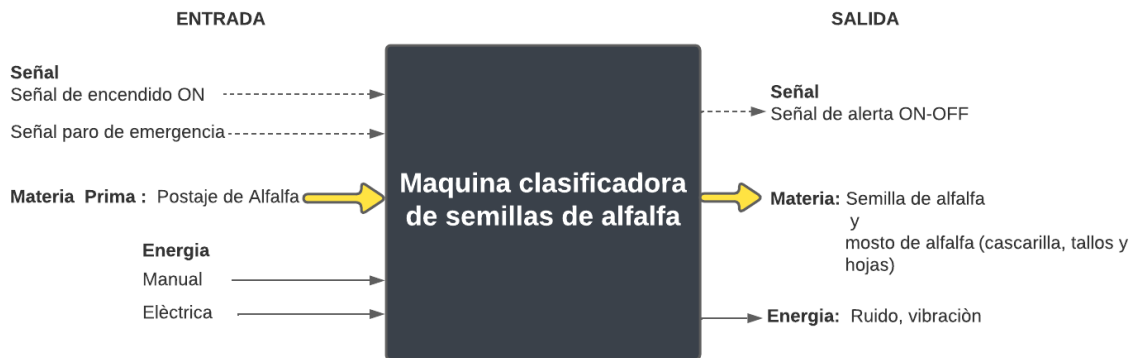 ENTRADA
SALIDA
Señal
Señal de encendido ON
Señal paro de emergencia
Materia Prima : Postaje de Alfalfa
Energia
Manual
Elèctrica
Maquina clasificadora
de semillas de alfalfa
Señal
Señal de alerta ON-OFF
Materia: Semilla de alfalfa
y
mosto de alfalfa (cascarilla, tallos y
hojas)
Energia: Ruido, vibraciòn